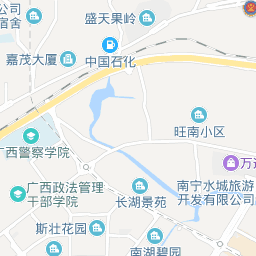 公司
宿舍
盛天果岭
嘉茂大厦
中国石化
旺南小区
广西警察学院
万达
广西政法管理
干部学院
长湖景苑
南宁水城旅游
开发有限公司
斯壮花园
南湖碧园